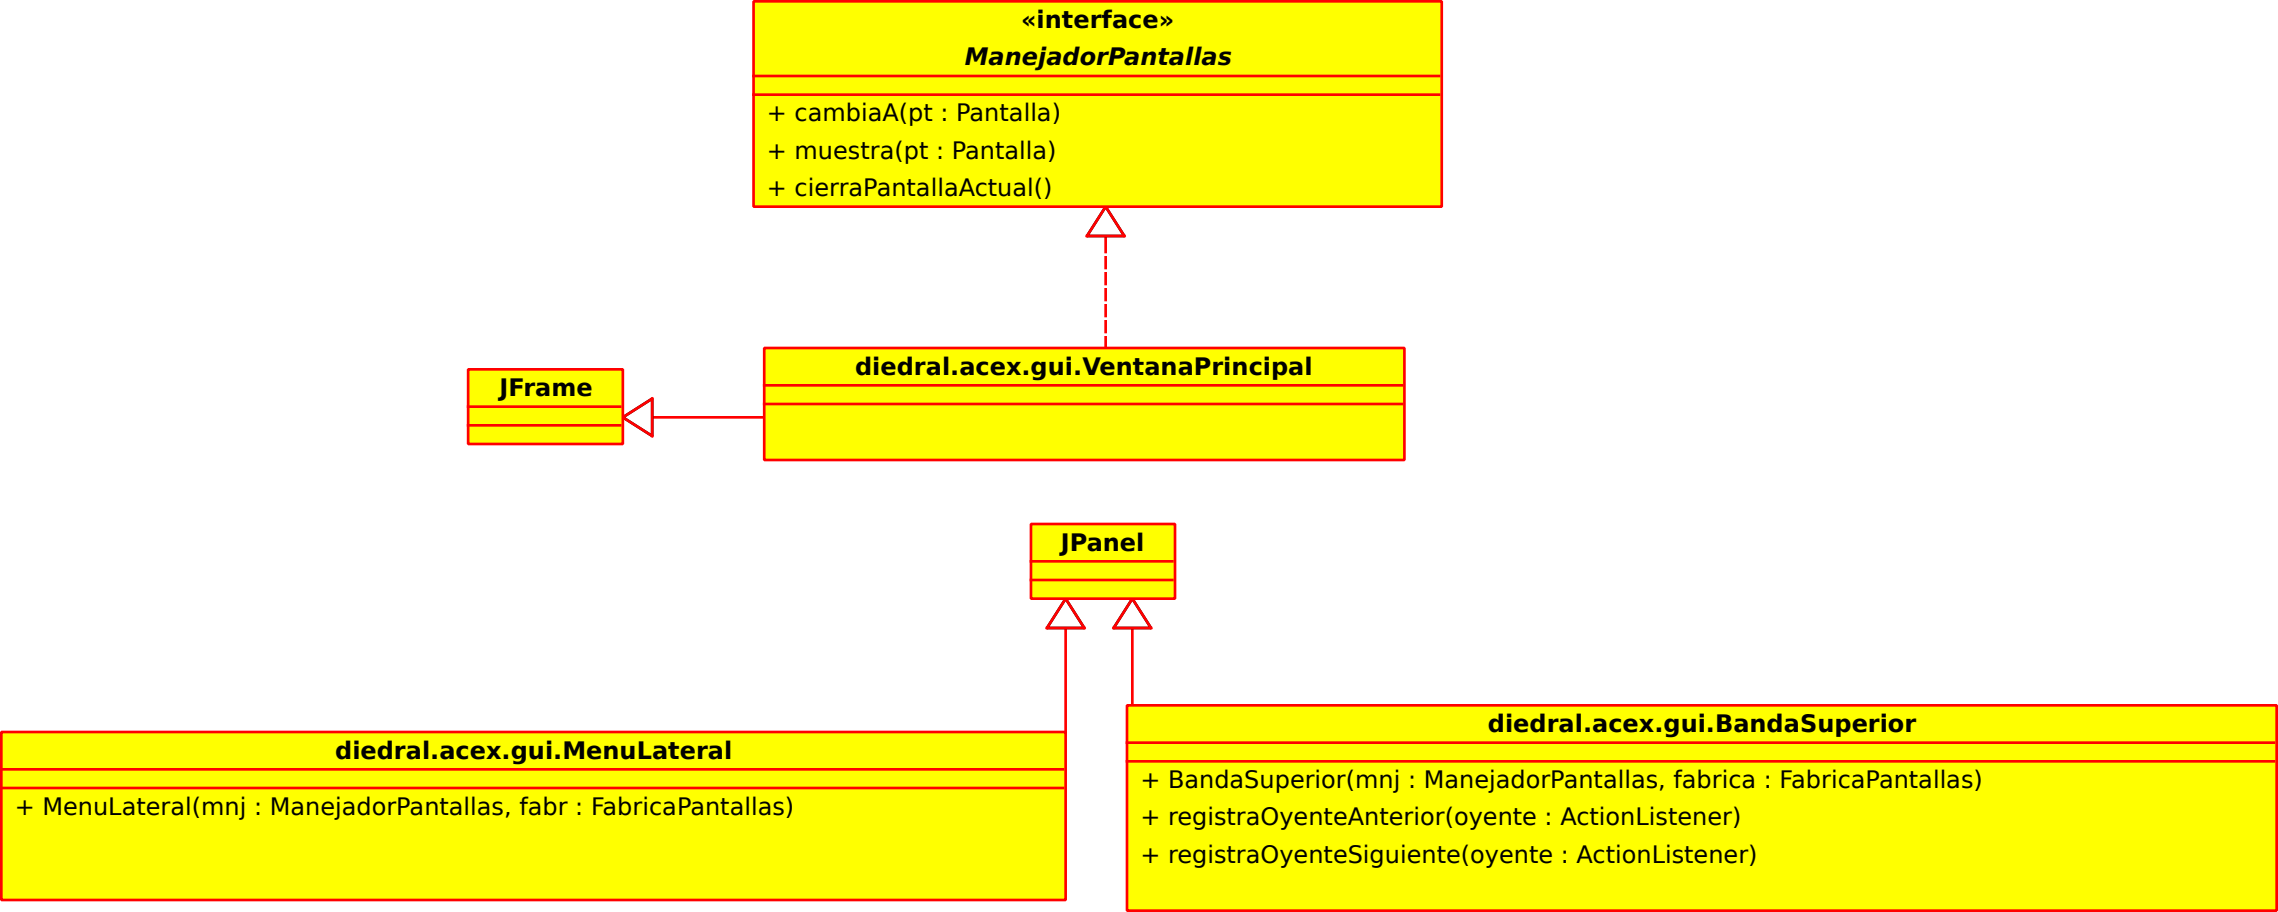 «interface»
ManejadorPantallas
+ cambiaA(pt : Pantalla)
+ muestra(pt : Pantalla)
+ cierraPantallaActual()
diedral.acex.gui.VentanaPrincipal
JFrame
JPanel
diedral.acex.gui.MenuLateral
+ MenuLateral(mnj : ManejadorPantallas, fabr : FabricaPantallas)
diedral.acex.gui.BandaSuperior
+ BandaSuperior(mnj : ManejadorPantallas, fabrica : FabricaPantallas)
+ registraOyenteAnterior(oyente : ActionListener)
+ registraOyenteSiguiente(oyente : ActionListener)